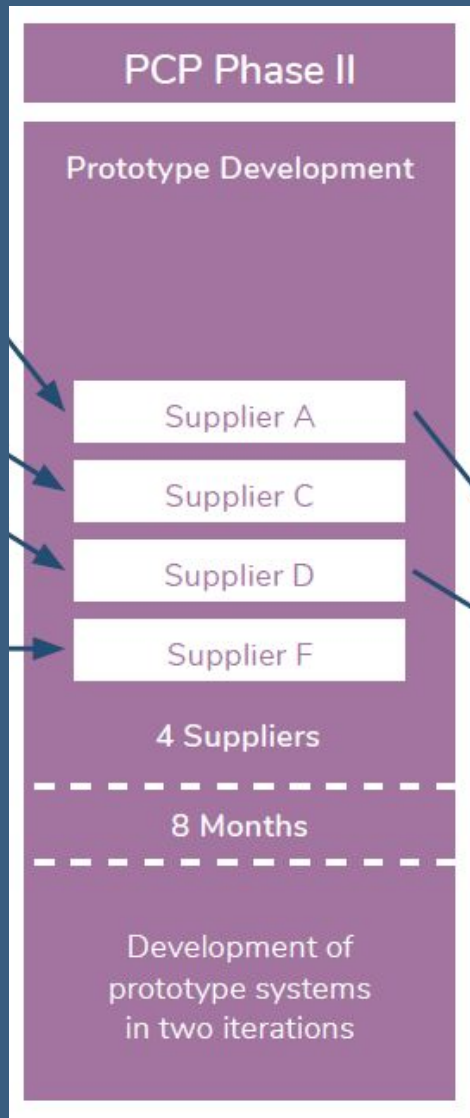 PCP Phase II
Prototype Development
Supplier A
Supplier C
Supplier D
Supplier F
4 Suppliers
8 Months
Development of
prototype systems
in two iterations